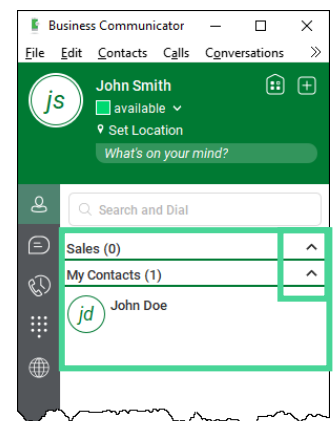 Business Communicator
File Edit Contacts Calls Conversations »
js
John Smith
available
Set Location
What's on your mind?
Search and Dial
Sales (0)
My Contacts (1)
jd John Doe